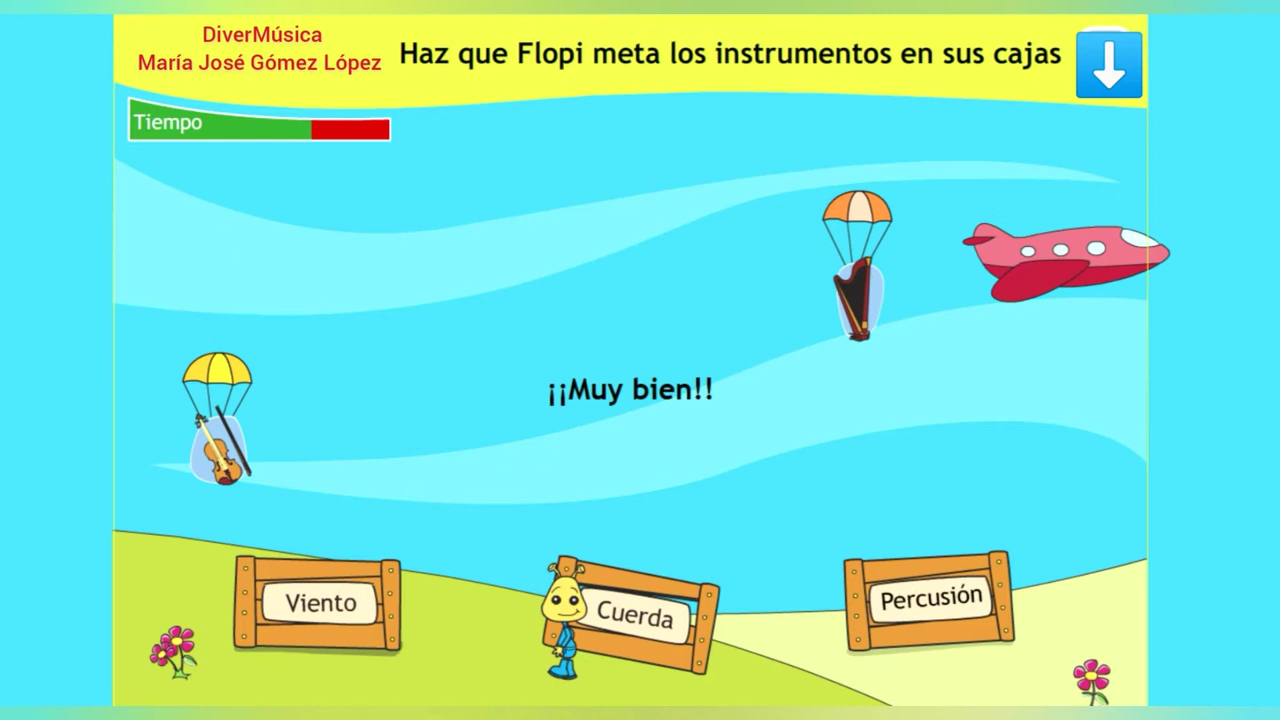 DiverMúsica
María José Gómez López
Haz que Flopi meta los instrumentos en sus cajas
Tiempo
¡¡Muy bien!!
Viento
Cuerda
Percusión